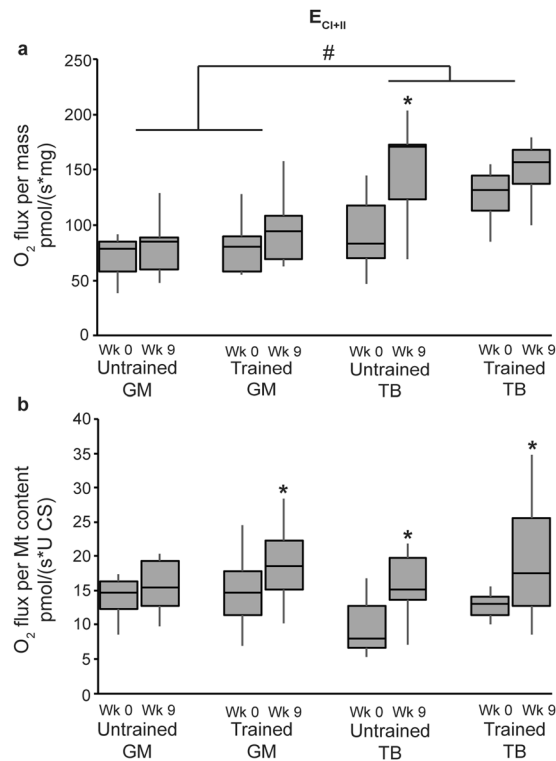 E_CI+II
a
#
*
O₂ flux per mass
pmol/(s*mg)
250
200
150
100
50
0
Wk 0 Wk 9 Wk 0 Wk 9 Wk 0 Wk 9 Wk 0 Wk 9
Untrained Trained Untrained Trained
GM GM TB TB
b
O₂ flux per Mt content
pmol/(s*U CS)
40
35
30
25
20
15
10
5
0
* * *
Wk 0 Wk 9 Wk 0 Wk 9 Wk 0 Wk 9 Wk 0 Wk 9
Untrained Trained Untrained Trained
GM GM TB TB